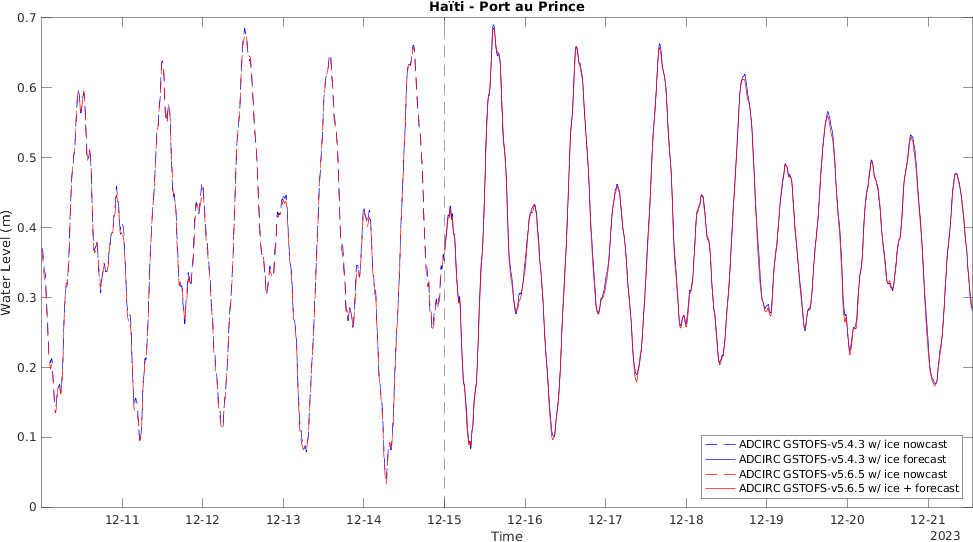 Haïti - Port au Prince
Water Level (m)
0.7
0.6
0.5
0.4
0.3
0.2
0.1
0
ADCIRC GSTOFS-v5.4.3 w/ ice nowcast
ADCIRC GSTOFS-v5.4.3 w/ ice forecast
ADCIRC GSTOFS-v5.6.5 w/ ice nowcast
ADCIRC GSTOFS-v5.6.5 w/ ice + forecast
12-11 12-12 12-13 12-14 12-15 12-16 12-17 12-18 12-19 12-20 12-21
2023
Time